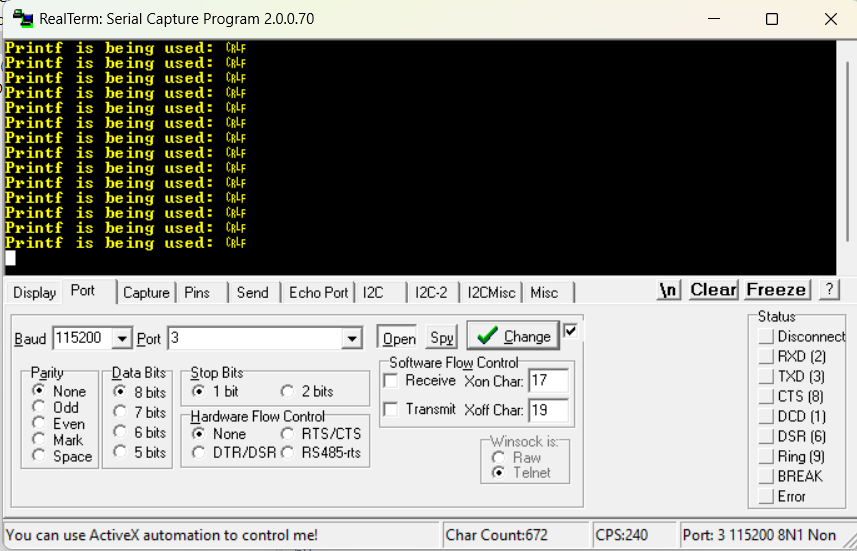 RealTerm: Serial Capture Program 2.0.0.70
Printf is being used: CRLF
Printf is being used: CRLF
Printf is being used: CRLF
Printf is being used: CRLF
Printf is being used: CRLF
Printf is being used: CRLF
Printf is being used: CRLF
Printf is being used: CRLF
Printf is being used: CRLF
Printf is being used: CRLF
Printf is being used: CRLF
Printf is being used: CRLF
Printf is being used: CRLF
Printf is being used: CRLF
Display Port Capture Pins Send Echo Port I2C I2C-2 I2CMisc Misc \n Clear Freeze ?
Baud 115200 Port 3 Open Spy Change
Parity
None
Odd
Even
Mark
Space
Data Bits
8 bits
7 bits
6 bits
5 bits
Stop Bits
1 bit 2 bits
Hardware Flow Control
None RTS/CTS
DTR/DSR RS485-rts
Software Flow Control
Receive Xon Char: 17
Transmit Xoff Char: 19
Winsock is:
Raw
Telnet
Status
Disconnect
RXD (2)
TXD (3)
CTS (8)
DCD (1)
DSR (6)
Ring (9)
BREAK
Error
You can use ActiveX automation to control me! Char Count:672 CPS:240 Port: 3 115200 8N1 Non